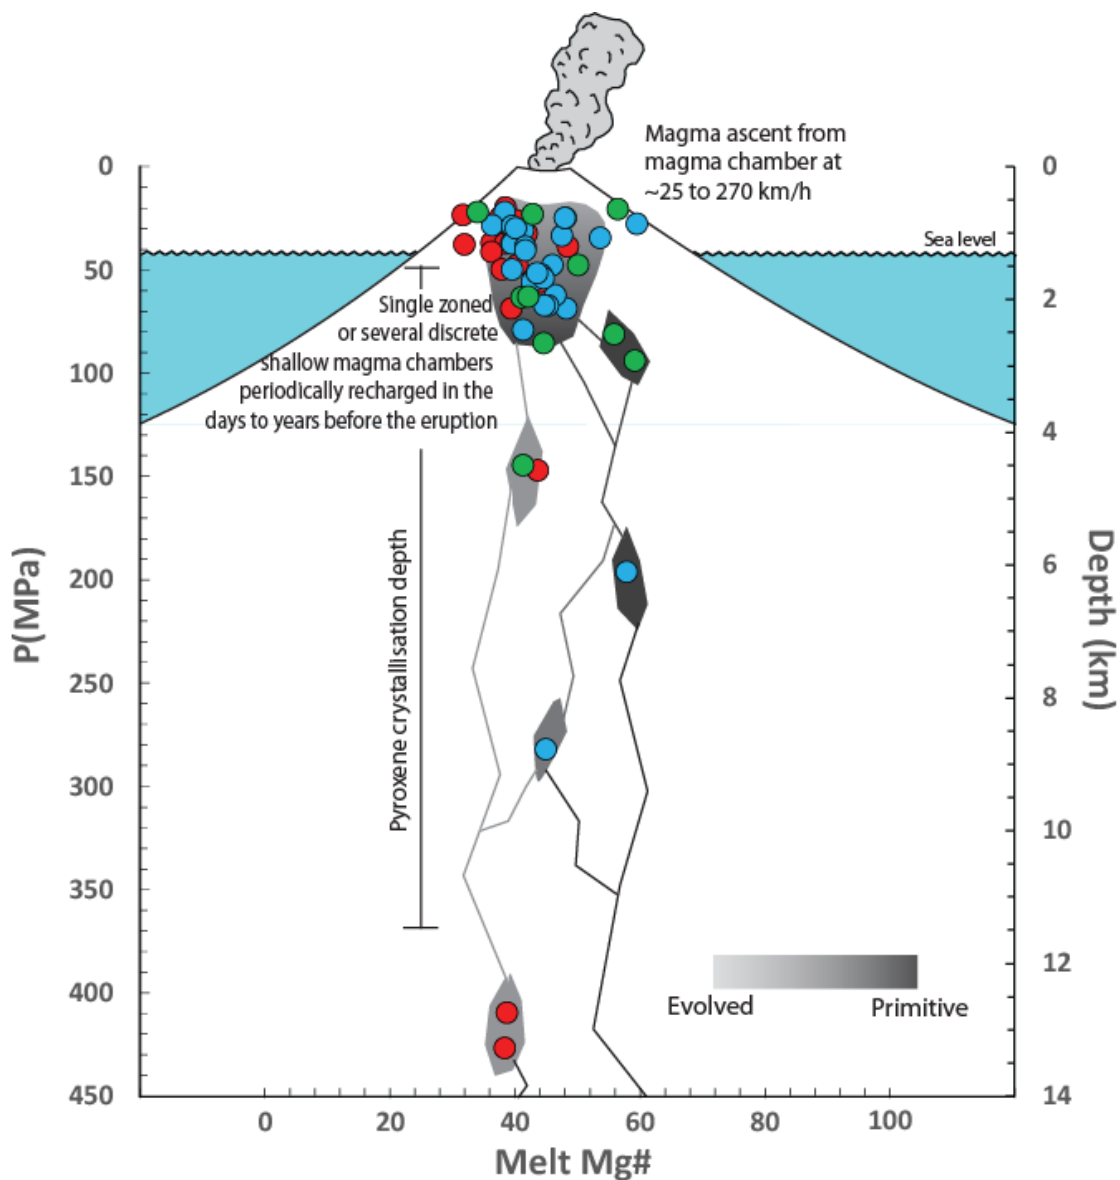 Magma ascent from
magma chamber at
~25 to 270 km/h
Sea level
Single zoned
or several discrete
shallow magma chambers
periodically recharged in the
days to years before the eruption
Pyroxene crystallisation depth
Evolved
Primitive
P(MPa)
0
50
100
150
200
250
300
350
400
450
Depth (km)
0
2
4
6
8
10
12
14
0
20
40
60
80
100
Melt Mg#